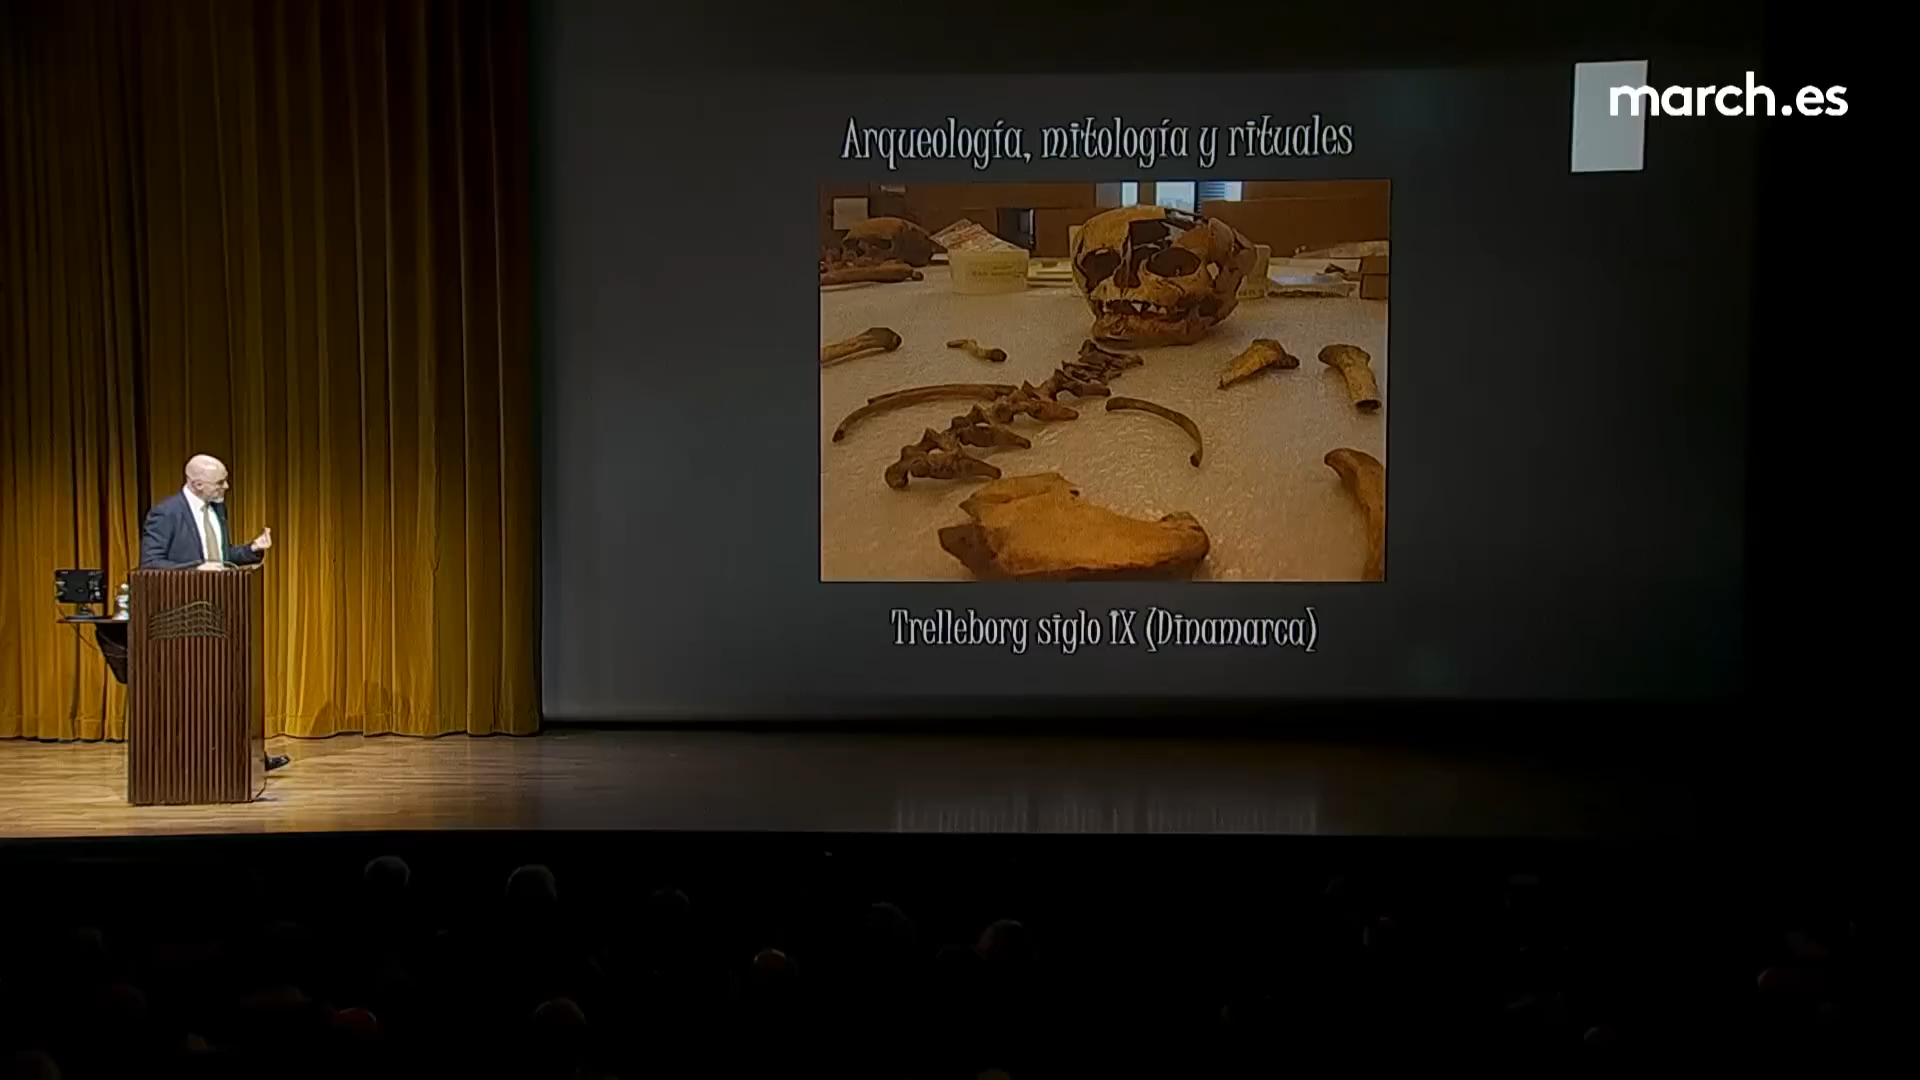 march.es
Arqueología, mitología y rituales
Trelleborg siglo IX (Dinamarca)